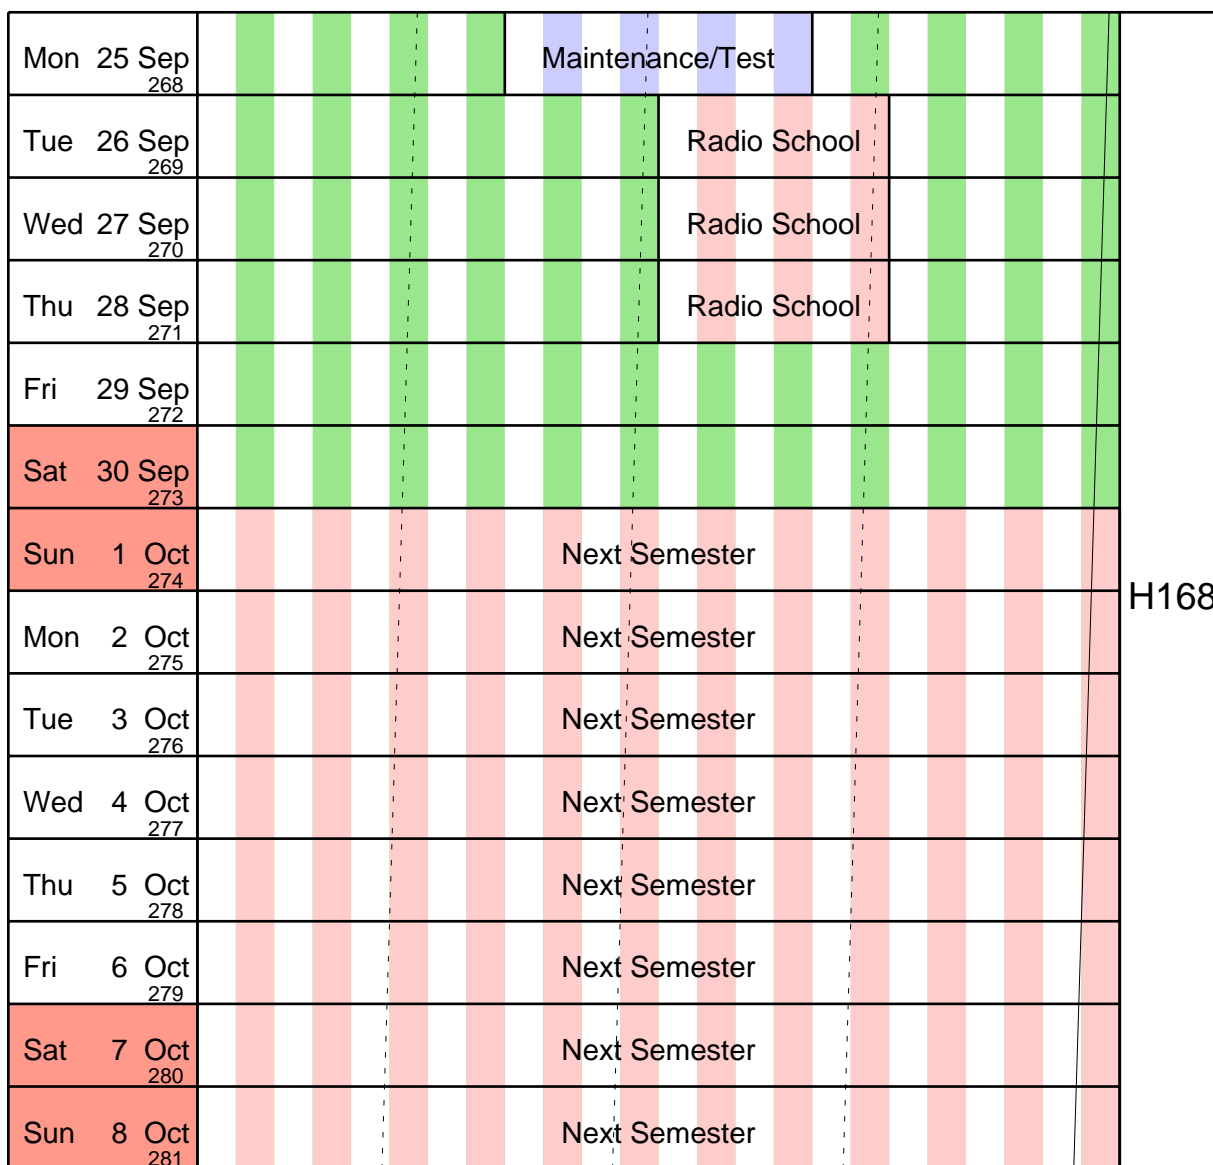 Mon 25 Sep Maintenance/Test
268
Tue 26 Sep Radio School
269
Wed 27 Sep Radio School
270
Thu 28 Sep Radio School
271
Fri 29 Sep
272
Sat 30 Sep
273
Sun 1 Oct Next Semester
274
H168
Mon 2 Oct Next Semester
275
Tue 3 Oct Next Semester
276
Wed 4 Oct Next Semester
277
Thu 5 Oct Next Semester
278
Fri 6 Oct Next Semester
279
Sat 7 Oct Next Semester
280
Sun 8 Oct Next Semester
281